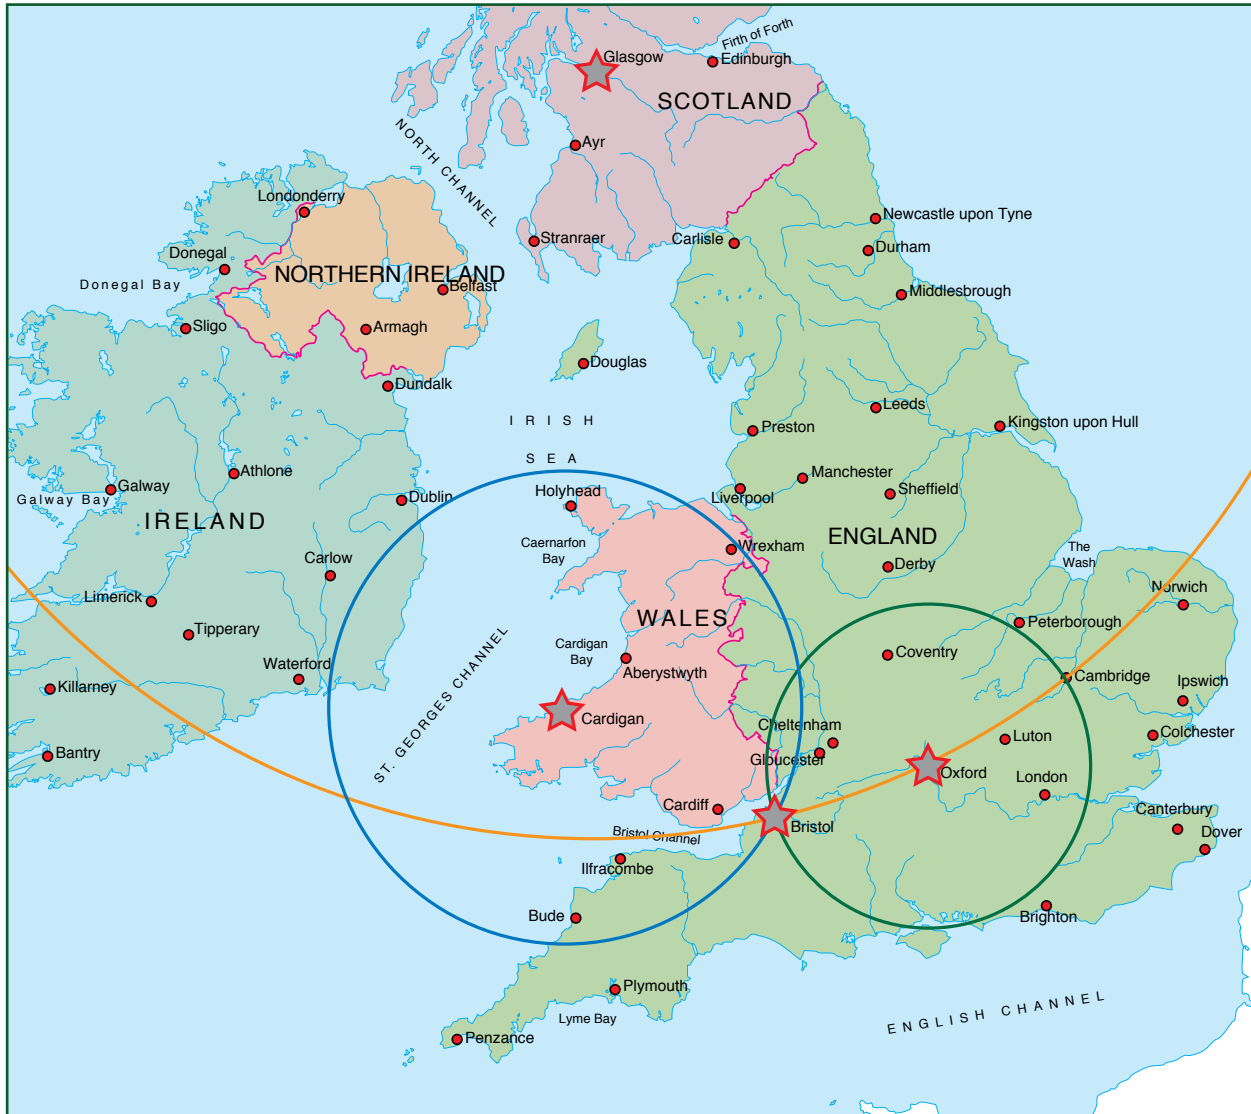 Firth of Forth
Glasgow
Edinburgh
SCOTLAND
NORTH CHANNEL
Ayr
Londonderry
Newcastle upon Tyne
Stranraer
Carlisle
Durham
Donegal
NORTHERN IRELAND
Donegal Bay
Belfast
Middlesbrough
Sligo
Armagh
Douglas
Dundalk
Leeds
IRISH
SEA
Preston
Kingston upon Hull
Athlone
Manchester
Galway
Galway Bay
Dublin
Holyhead
Liverpool
Sheffield
IRELAND
ENGLAND
Caernarfon
Bay
Wrexham
The
Wash
Carlow
Derby
Limerick
Norwich
WALES
Tipperary
Peterborough
Cardigan
Bay
Coventry
Waterford
Aberystwyth
Cambridge
Killarney
Ipswich
ST. GEORGES CHANNEL
Cardigan
Cheltenham
Luton
Colchester
Bantry
Gloucester
Oxford
London
Cardiff
Canterbury
Bristol
Bristol Channel
Dover
Ilfracombe
Bude
Brighton
Plymouth
Lyme Bay
ENGLISH CHANNEL
Penzance